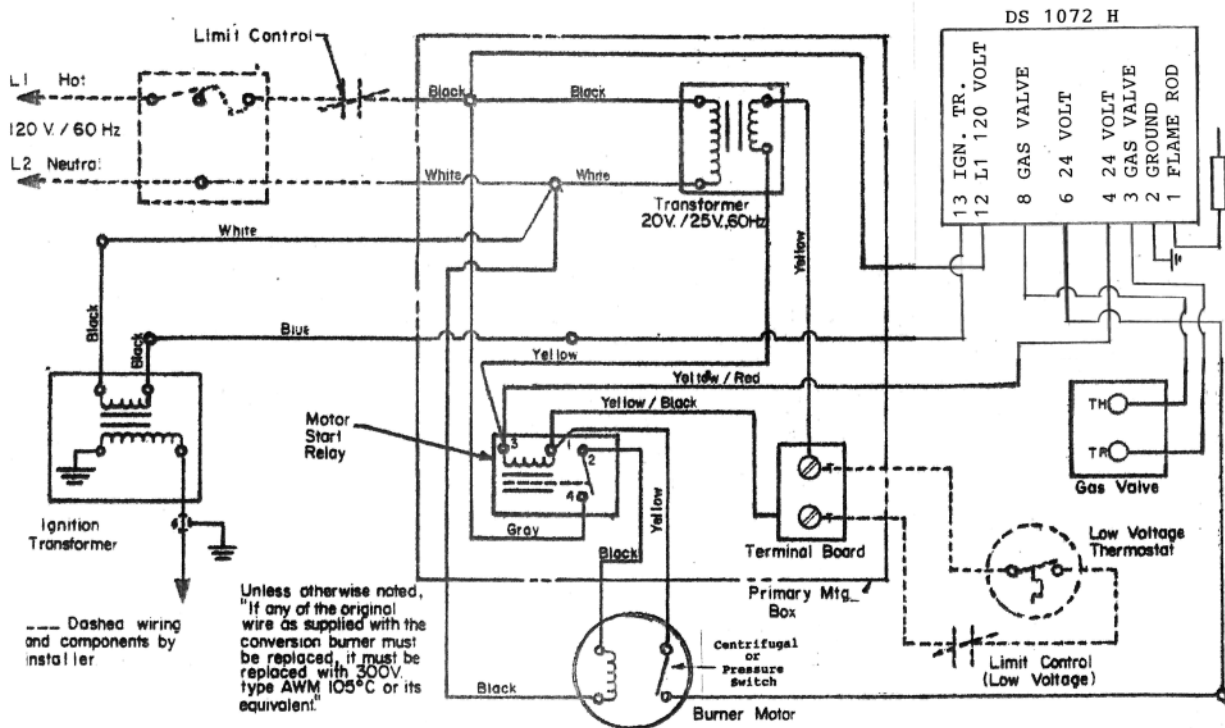 DS 1072 H
Limit Control
L1 Hot
120 V. / 60 Hz
L2 Neutral
Black
Black
White
White
White
Transformer
20V./25V.,60Hz
13 IGN. TR.
12 L1 120 VOLT
8 GAS VALVE
6 24 VOLT
4 24 VOLT
3 GAS VALVE
2 GROUND
1 FLAME ROD
Yellow
Black
Black
Blue
Yellow
Yellow / Red
Yellow / Black
Motor
Start
Relay
3
1
2
4
Gray
Yellow
Black
TH
TR
Gas Valve
T
T
Terminal Board
Low Voltage
Thermostat
Ignition
Transformer
Primary Mtg.
Box
Limit Control
(Low Voltage)
---- Dashed wiring
and components by
installer
Unless otherwise noted,
"If any of the original
wire as supplied with the
conversion burner must
be replaced, it must be
replaced with 300V.
type AWM 105°C or its
equivalent."
Black
Centrifugal
or
Pressure
Switch
Burner Motor